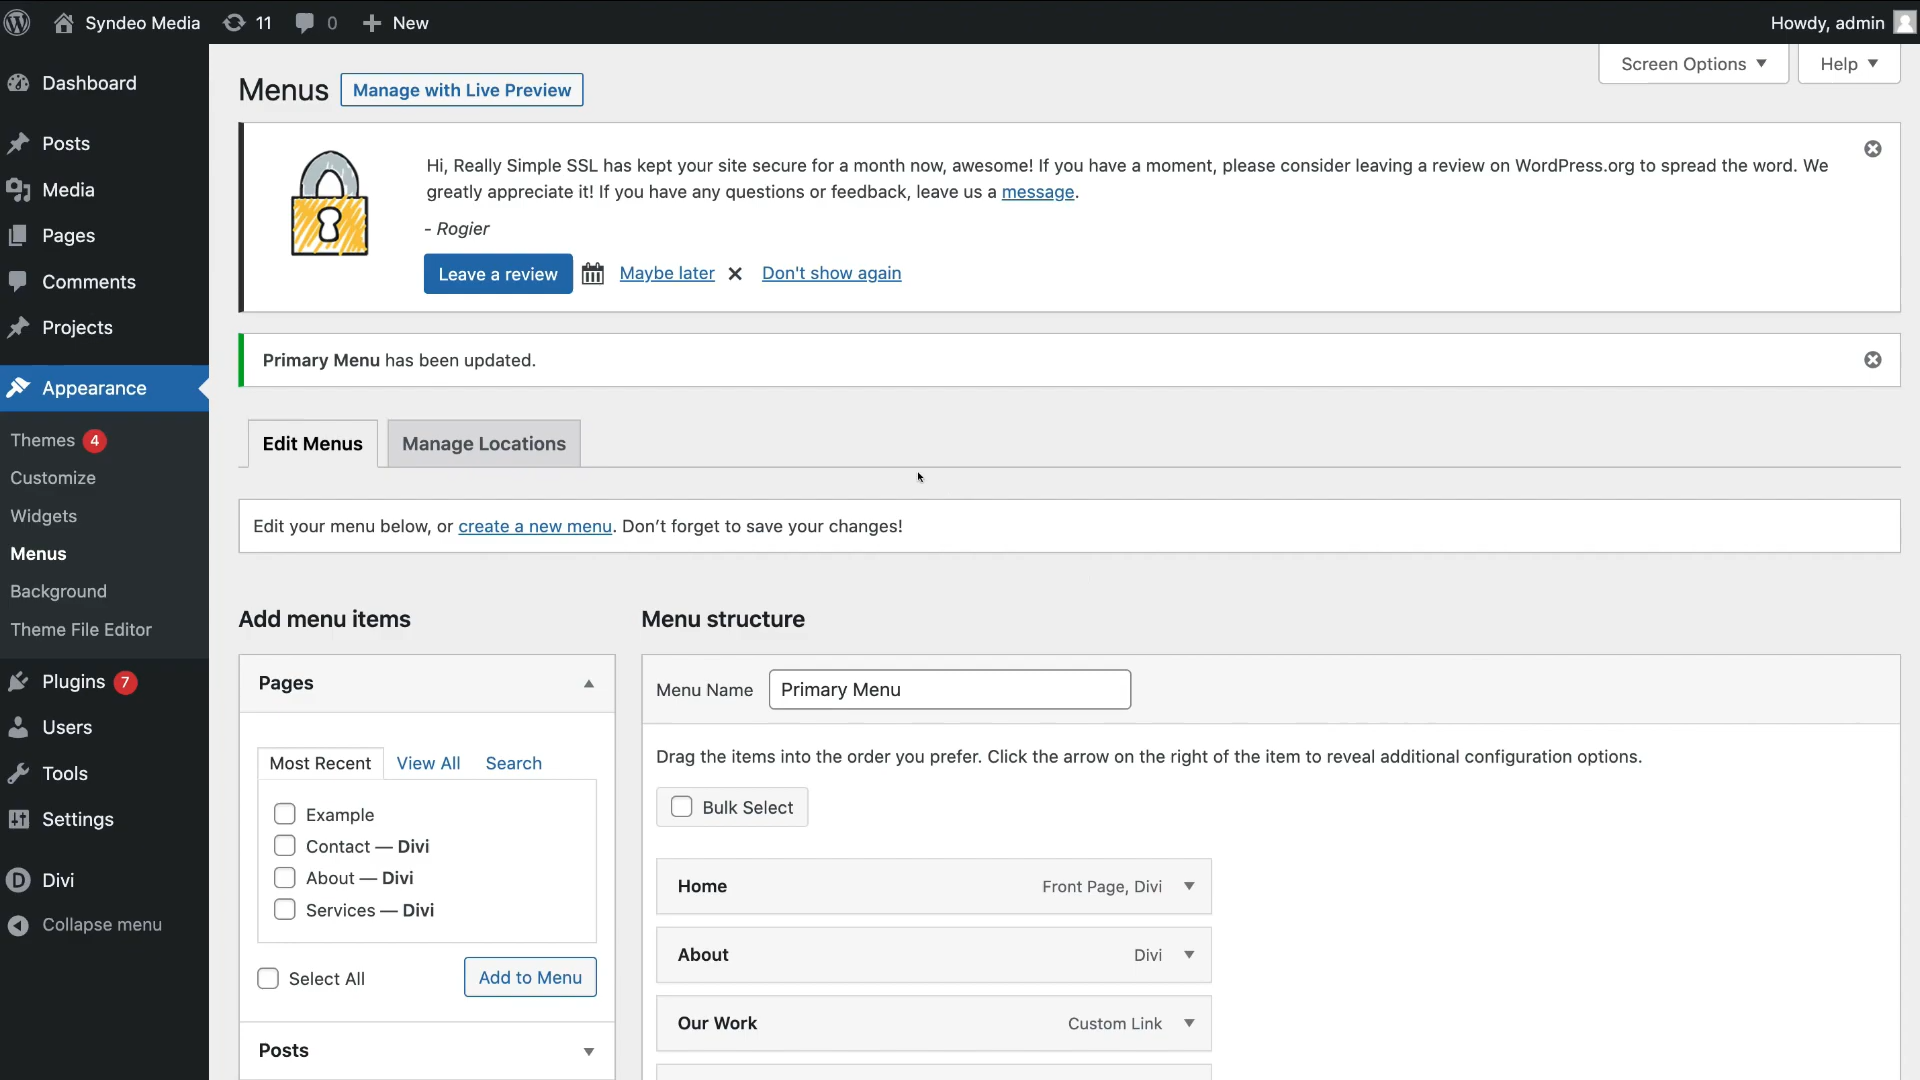 Syndeo Media 11 0 New Howdy, admin
Screen Options Help
Dashboard
Posts
Media
Pages
Comments
Projects
Appearance
Themes 4
Customize
Widgets
Menus
Background
Theme File Editor
Plugins 7
Users
Tools
Settings
Divi
Collapse menu
Menus Manage with Live Preview
Hi, Really Simple SSL has kept your site secure for a month now, awesome! If you have a moment, please consider leaving a review on WordPress.org to spread the word. We
greatly appreciate it! If you have any questions or feedback, leave us a message.
- Rogier
Leave a review Maybe later Don't show again
Primary Menu has been updated.
Edit Menus Manage Locations
Edit your menu below, or create a new menu. Don’t forget to save your changes!
Add menu items
Pages
Most Recent View All Search
Example
Contact — Divi
About — Divi
Services — Divi
Select All Add to Menu
Posts
Menu structure
Menu Name Primary Menu
Drag the items into the order you prefer. Click the arrow on the right of the item to reveal additional configuration options.
Bulk Select
Home Front Page, Divi
About Divi
Our Work Custom Link